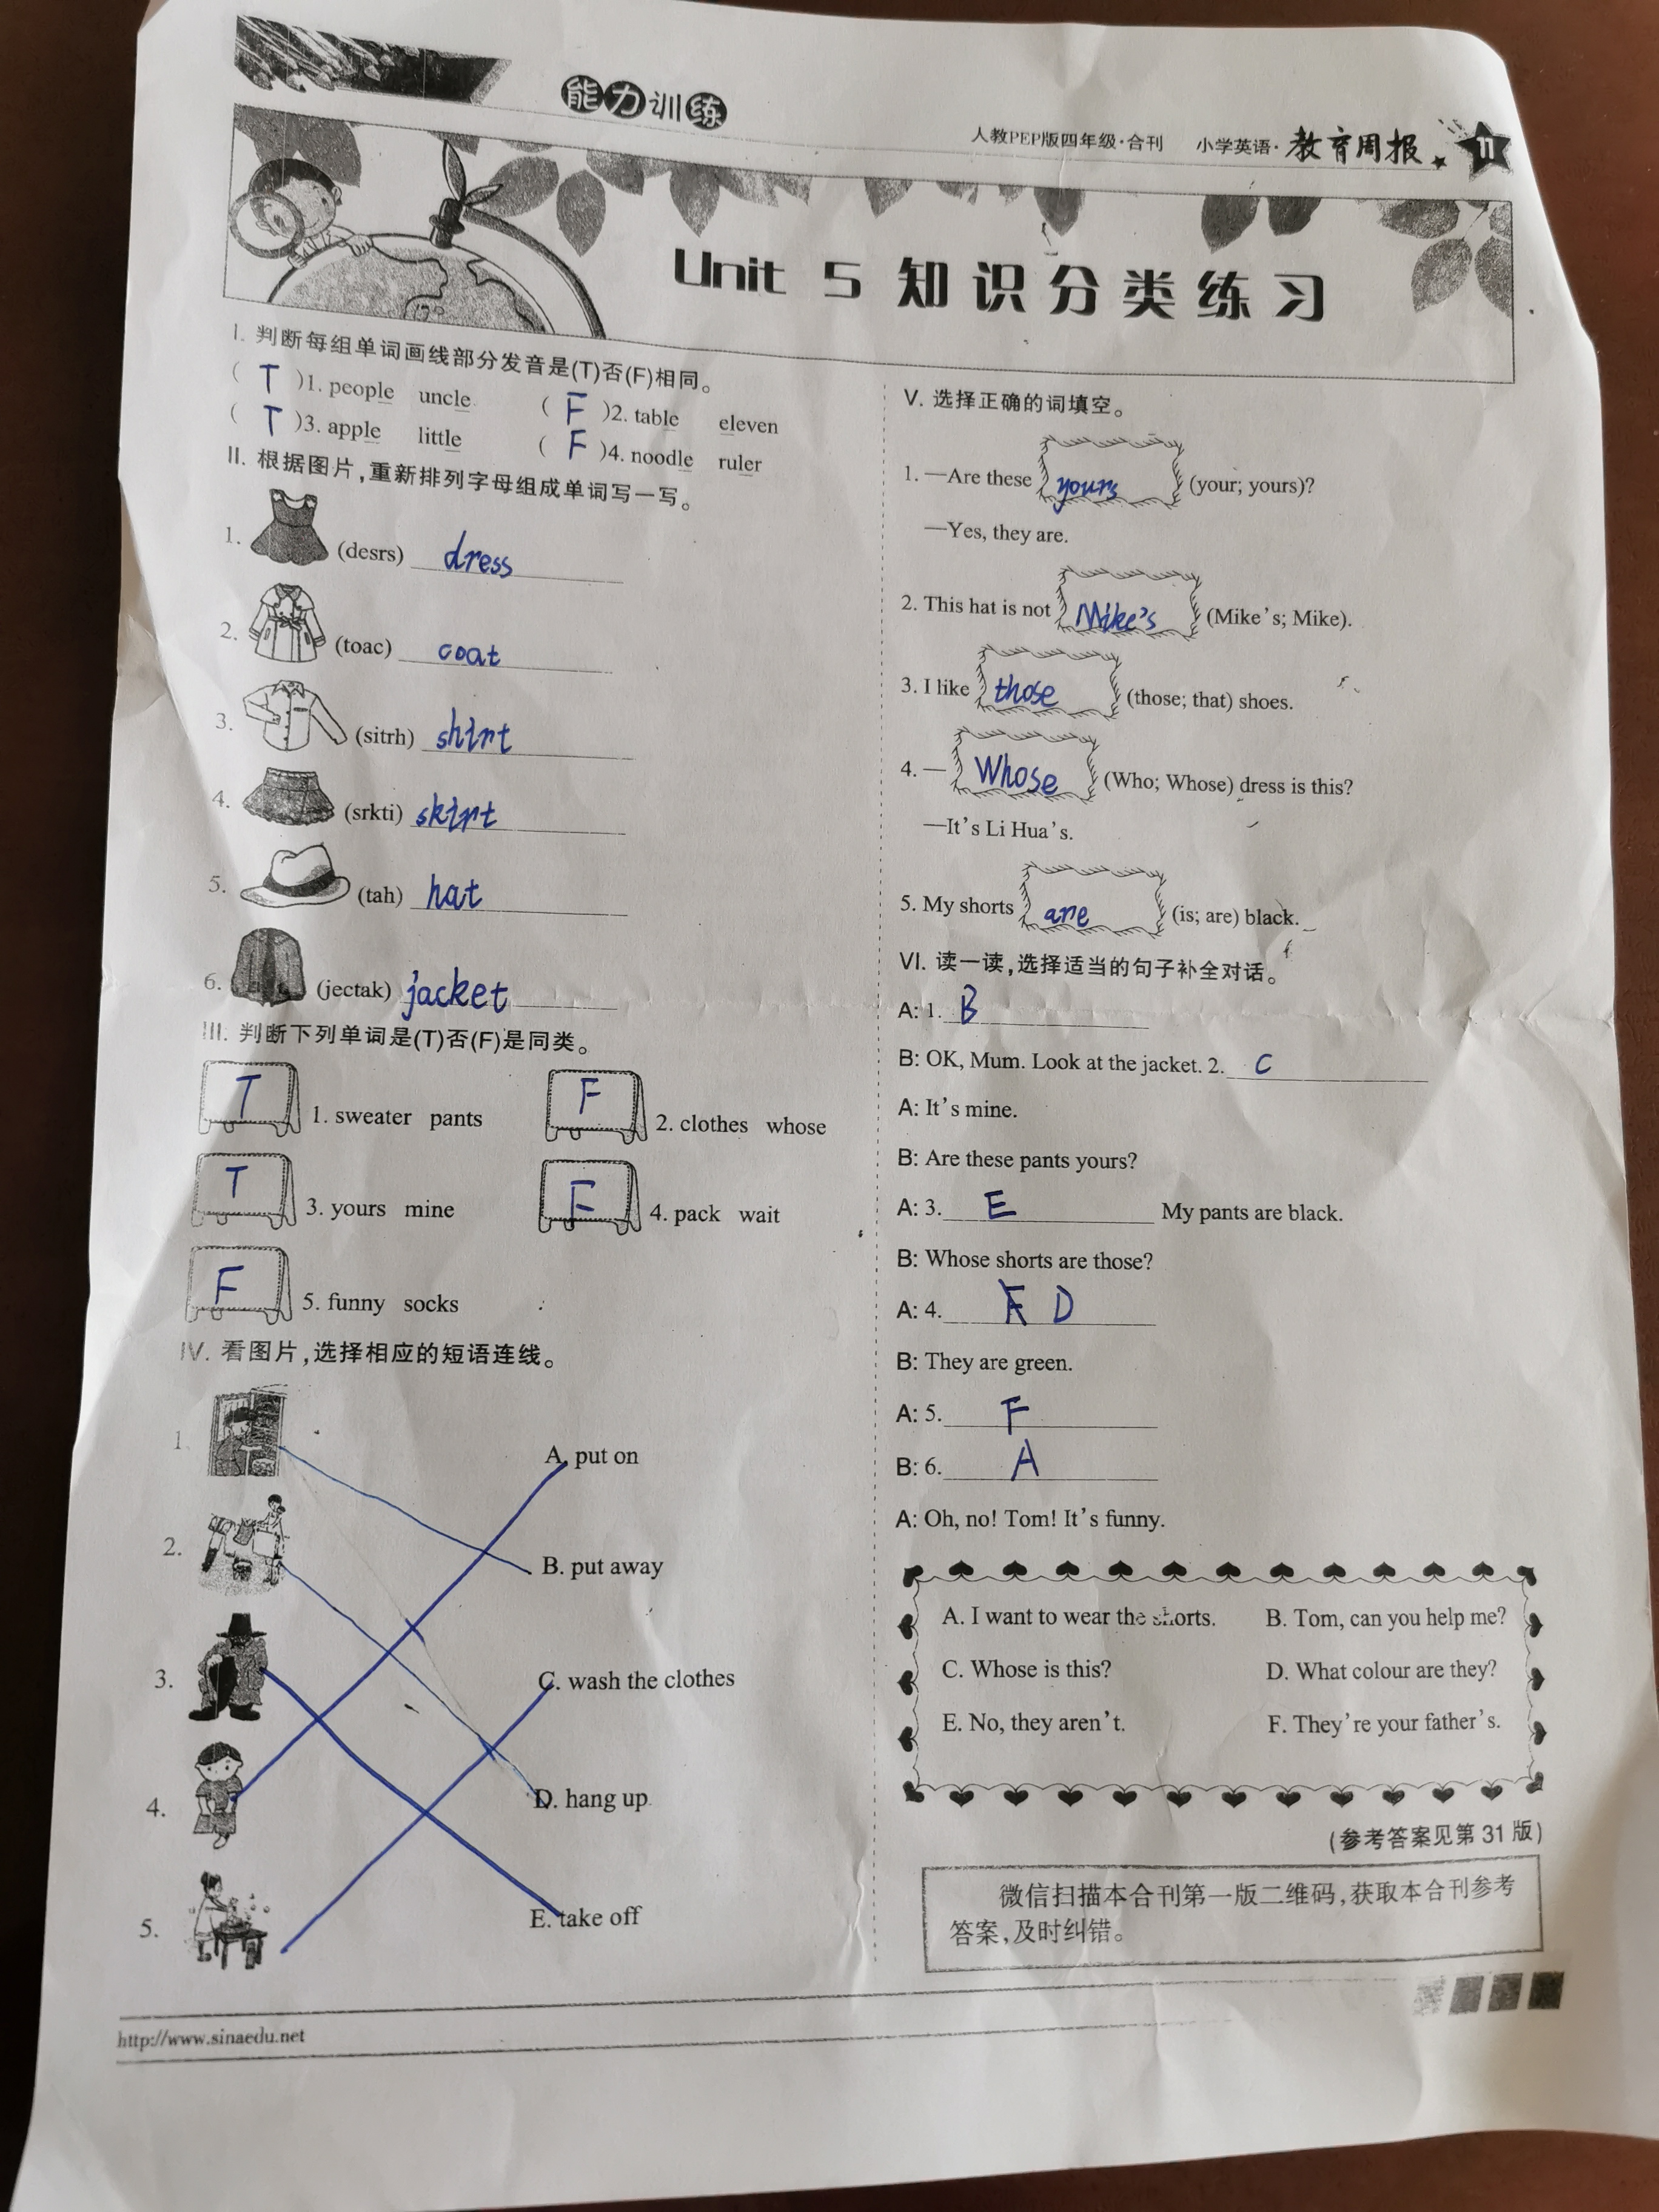 能力训练
人教PEP版四年级·合刊 小学英语·教育周报 11
Unit 5 知识分类练习
I. 判断每组单词画线部分发音是(T)否(F)相同。
( T )1. people uncle ( F )2. table eleven
( T )3. apple little ( F )4. noodle ruler
II. 根据图片,重新排列字母组成单词写一写。
1. (desrs) dress
2. (toac) coat
3. (sitrh) shirt
4. (srkti) skirt
5. (tah) hat
6. (jectak) jacket
III. 判断下列单词是(T)否(F)是同类。
T 1. sweater pants F 2. clothes whose
T 3. yours mine F 4. pack wait
F 5. funny socks
IV. 看图片,选择相应的短语连线。
1.
A. put on
2.
B. put away
3.
C. wash the clothes
4.
D. hang up
5.
E. take off
V. 选择正确的词填空。
1. —Are these yours (your; yours)?
—Yes, they are.
2. This hat is not Mike's (Mike's; Mike).
3. I like those (those; that) shoes.
4. — Whose (Who; Whose) dress is this?
—It's Li Hua's.
5. My shorts are (is; are) black.
VI. 读一读,选择适当的句子补全对话。
A: 1. B
B: OK, Mum. Look at the jacket. 2. C
A: It's mine.
B: Are these pants yours?
A: 3. E My pants are black.
B: Whose shorts are those?
A: 4. F D
B: They are green.
A: 5. F
B: 6. A
A: Oh, no! Tom! It's funny.
A. I want to wear the shorts. B. Tom, can you help me?
C. Whose is this? D. What colour are they?
E. No, they aren't. F. They're your father's.
(参考答案见第31版)
微信扫描本合刊第一版二维码,获取本合刊参考
答案,及时纠错。
http://www.sinaedu.net